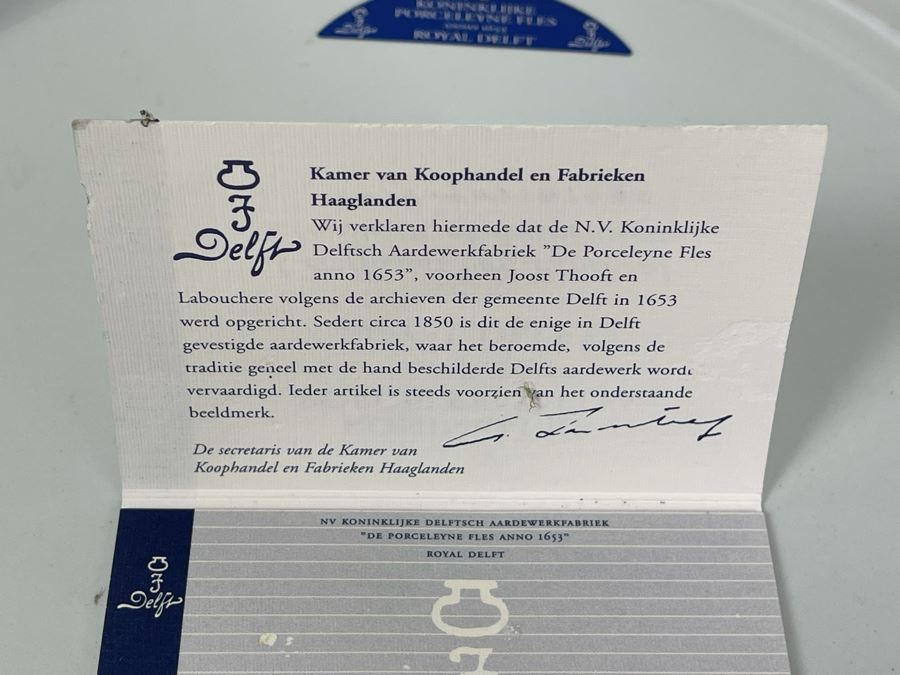 KONINKLIJKE
PORCELEYNE FLES
ROYAL DELFT
Kamer van Koophandel en Fabrieken
Haaglanden
Delft
Wij verklaren hiermede dat de N.V. Koninklijke
Delftsch Aardewerkfabriek "De Porceleyne Fles
anno 1653", voorheen Joost Thooft en
Labouchere volgens de archieven der gemeente Delft in 1653
werd opgericht. Sedert circa 1850 is dit de enige in Delft
gevestigde aardewerkfabriek, waar het beroemde, volgens de
traditie geheel met de hand beschilderde Delfts aardewerk wordt
vervaardigd. Ieder artikel is steeds voorzien van het onderstaande
beeldmerk.
De secretaris van de Kamer van
Koophandel en Fabrieken Haaglanden
NV KONINKLIJKE DELFTSCH AARDEWERKFABRIEK
"DE PORCELEYNE FLES ANNO 1653"
ROYAL DELFT
Delft